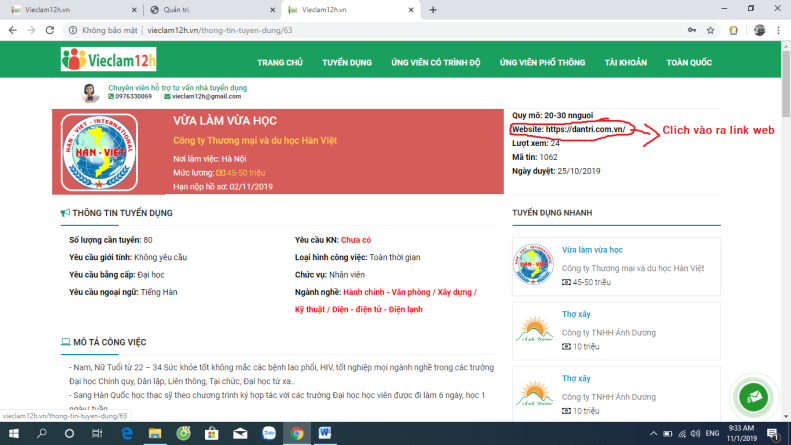 Vieclam12h.vn
Quản trị
Vieclam12h.vn
Không bảo mật | vieclam12h.vn/thong-tin-tuyen-dung/63
Vieclam12h
TRANG CHỦ TUYỂN DỤNG ỨNG VIÊN CÓ TRÌNH ĐỘ ỨNG VIÊN PHỔ THÔNG TÀI KHOẢN TOÀN QUỐC
Chuyên viên hỗ trợ tư vấn nhà tuyển dụng
0976330069 vieclam12h@gmail.com
HAN - VIET - INTERNATIONAL
HÀN - VIỆT
VỪA LÀM VỪA HỌC
Công ty Thương mại và du học Hàn Việt
Nơi làm việc: Hà Nội
Mức lương: 45-50 triệu
Hạn nộp hồ sơ: 02/11/2019
Quy mô: 20-30 nnguoi
Website: https://dantri.com.vn/
Lượt xem: 24
Mã tin: 1062
Ngày duyệt: 25/10/2019
Clich vào ra link web
THÔNG TIN TUYỂN DỤNG
Số lượng cần tuyển: 80
Yêu cầu giới tính: Không yêu cầu
Yêu cầu bằng cấp: Đại học
Yêu cầu ngoại ngữ: Tiếng Hàn
Yêu cầu KN: Chưa có
Loại hình công việc: Toàn thời gian
Chức vụ: Nhân viên
Ngành nghề: Hành chính - Văn phòng / Xây dựng /
Kỹ thuật / Điện - điện tử - Điện lạnh
MÔ TẢ CÔNG VIỆC
- Nam, Nữ Tuổi từ 22 – 34 Sức khỏe tốt không mắc các bệnh lao phổi, HIV, tốt nghiệp mọi ngành nghề trong các trường
Đại học Chính quy, Dân lập, Liên thông, Tại chức, Đại học từ xa..
- Sang Hàn Quốc học thạc sỹ theo chương trình ký hợp tác với các trường Đại học học viên được đi làm 6 ngày, học 1
ngày/ tuần
TUYỂN DỤNG NHANH
Vừa làm vừa học
Công ty Thương mại và du học Hàn Việt
45-50 triệu
Thợ xây
Công ty TNHH Ánh Dương
10 triệu
Ánh Dương
Thợ xây
Công ty TNHH Ánh Dương
10 triệu
Ánh Dương
vieclam12h.vn/thong-tin-tuyen-dung/63
ENG
9:33 AM
11/1/2019